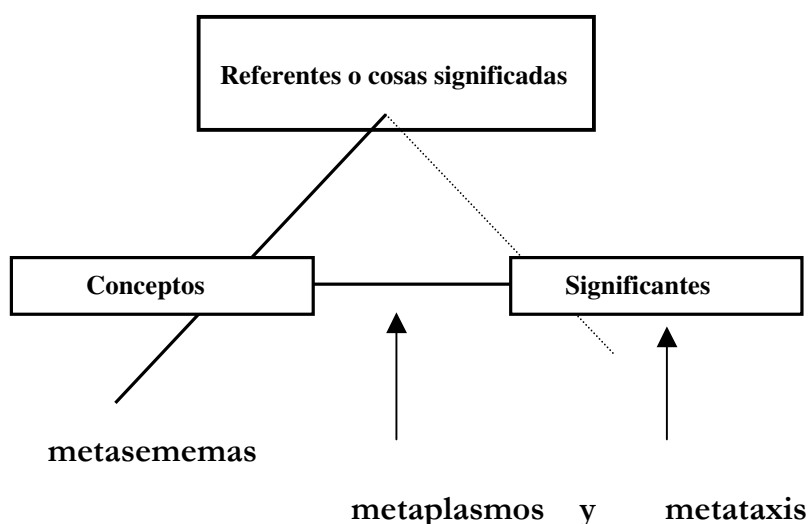 Referentes o cosas significadas
Conceptos
Significantes
metasememas
metaplasmos y metataxis